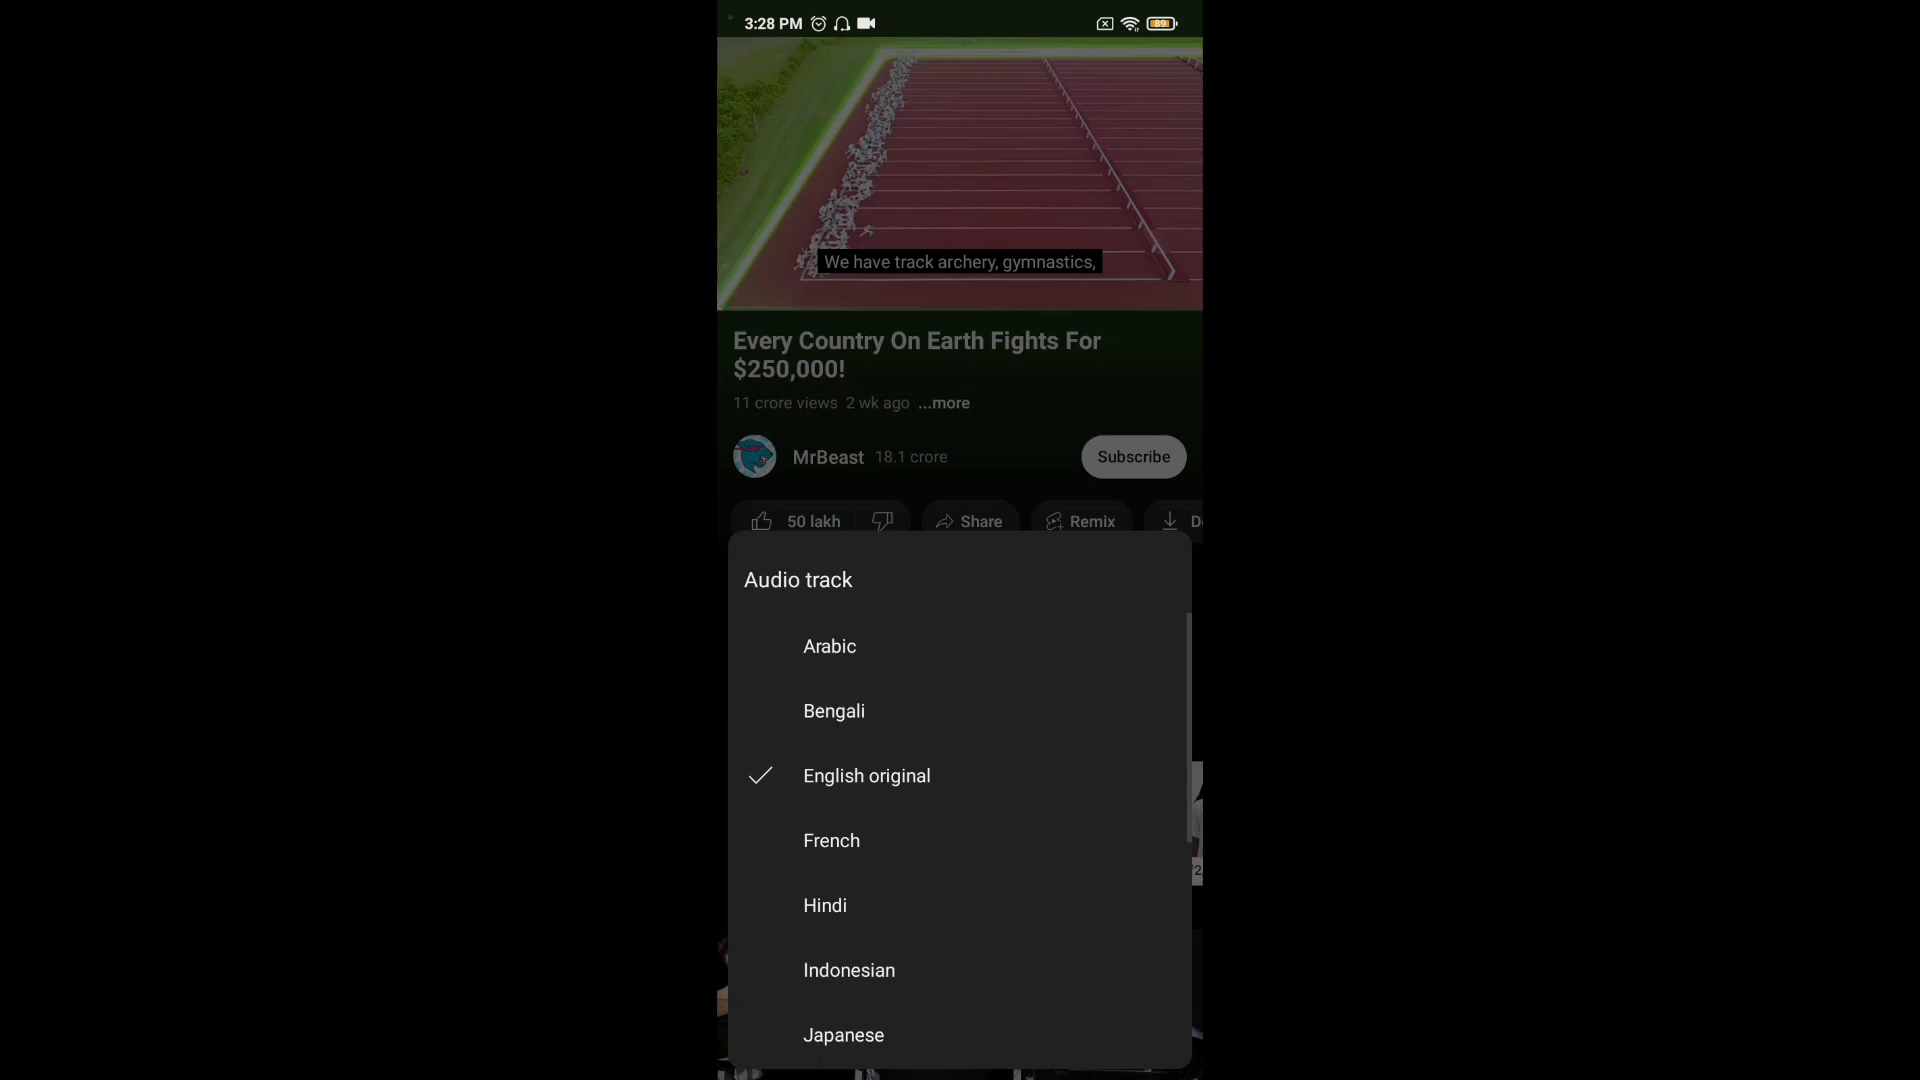 3:28 PM
89
We have track archery, gymnastics,
Every Country On Earth Fights For
$250,000!
11 crore views 2 wk ago ...more
MrBeast 18.1 crore Subscribe
50 lakh Share Remix D
Audio track
Arabic
Bengali
English original
French
Hindi
Indonesian
Japanese